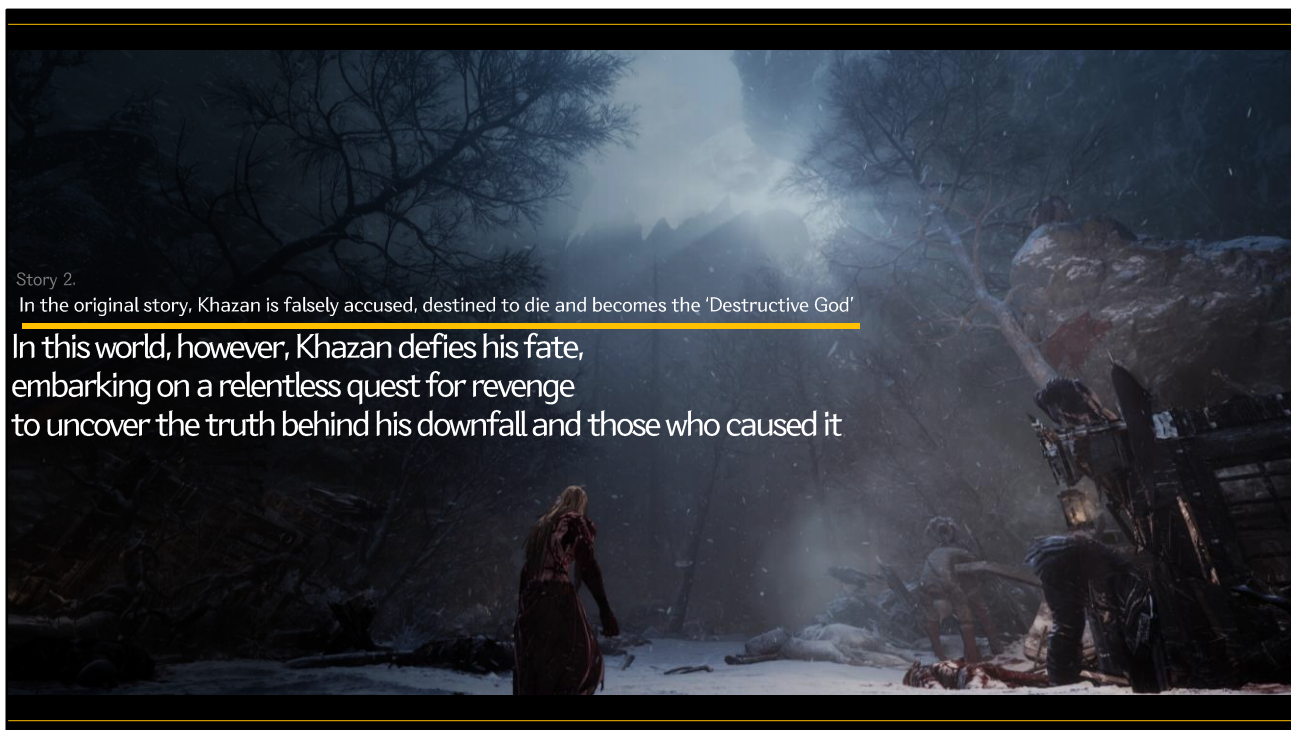 Story 2.
In the original story, Khazan is falsely accused, destined to die and becomes the ‘Destructive God’
In this world, however, Khazan defies his fate,
embarking on a relentless quest for revenge
to uncover the truth behind his downfall and those who caused it